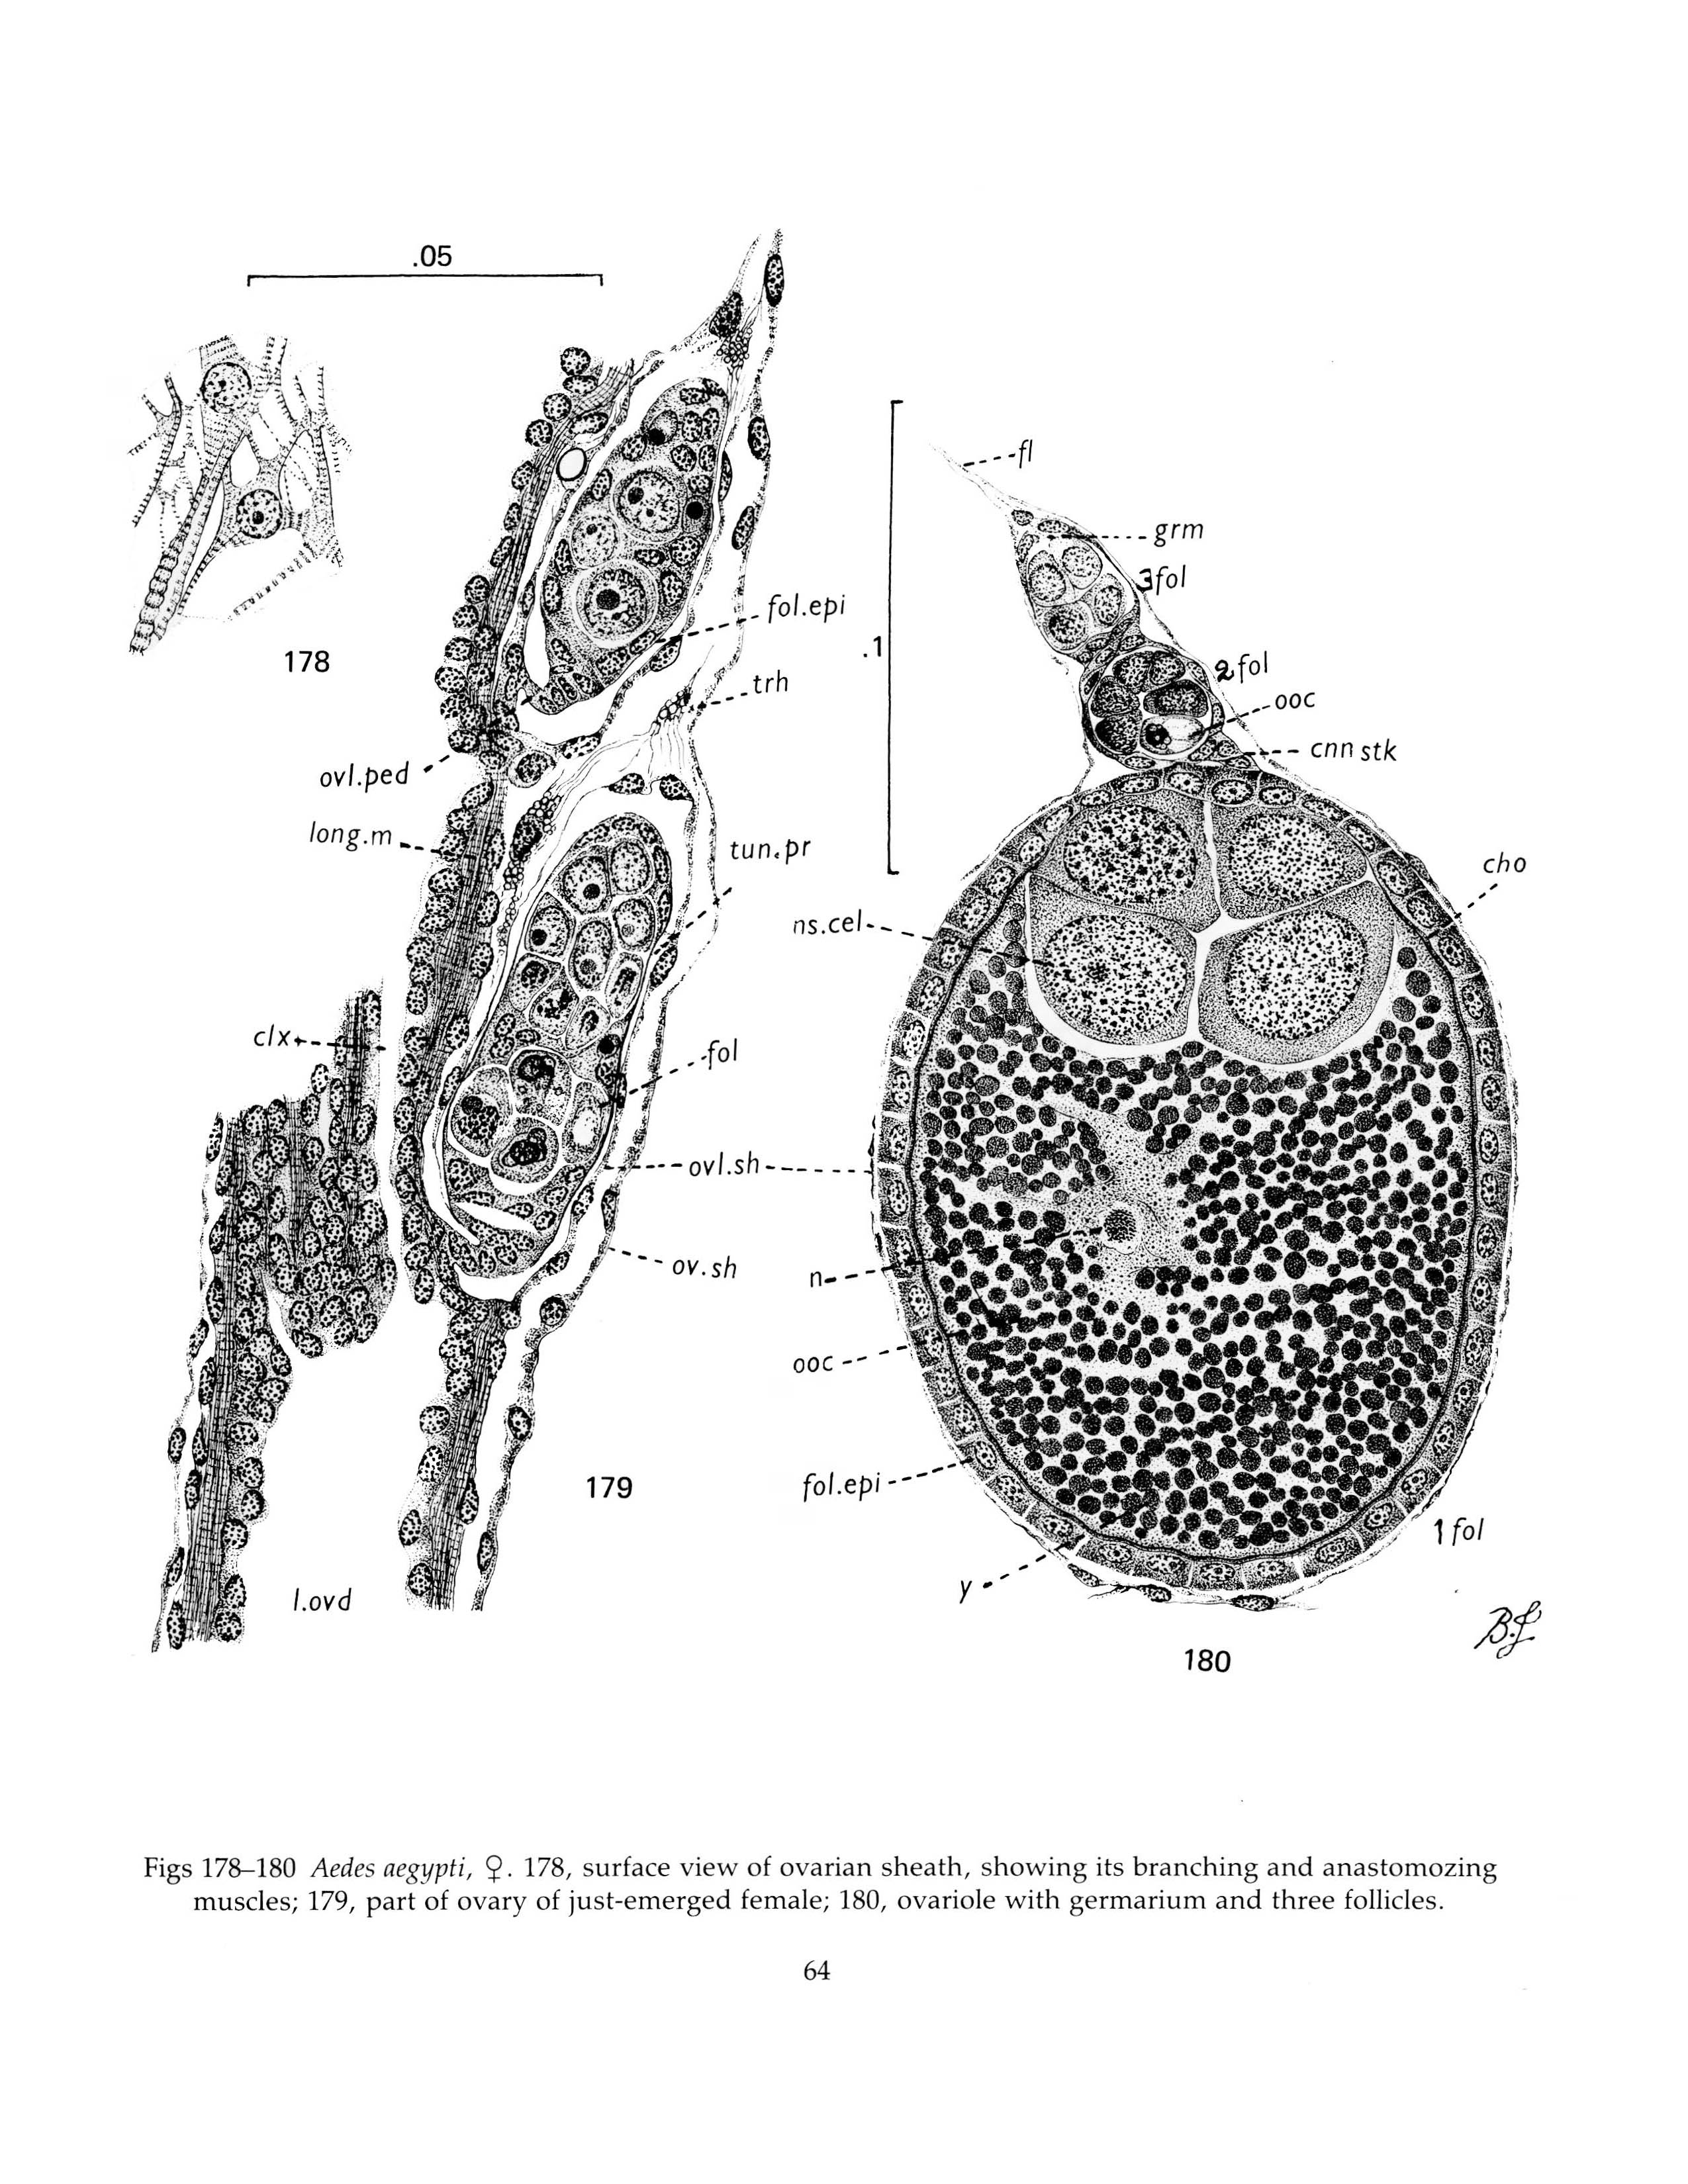 .05
178
fol.epi
trh
ovl.ped
long.m
tun.pr
clx
fol
ovl.sh
ov.sh
179
l.ovd
.1
fl
grm
3fol
2fol
ooc
cnn stk
cho
ns.cel
n
ooc
fol.epi
1fol
y
180
Figs 178–180 Aedes aegypti, ♀. 178, surface view of ovarian sheath, showing its branching and anastomozing
muscles; 179, part of ovary of just-emerged female; 180, ovariole with germarium and three follicles.
64